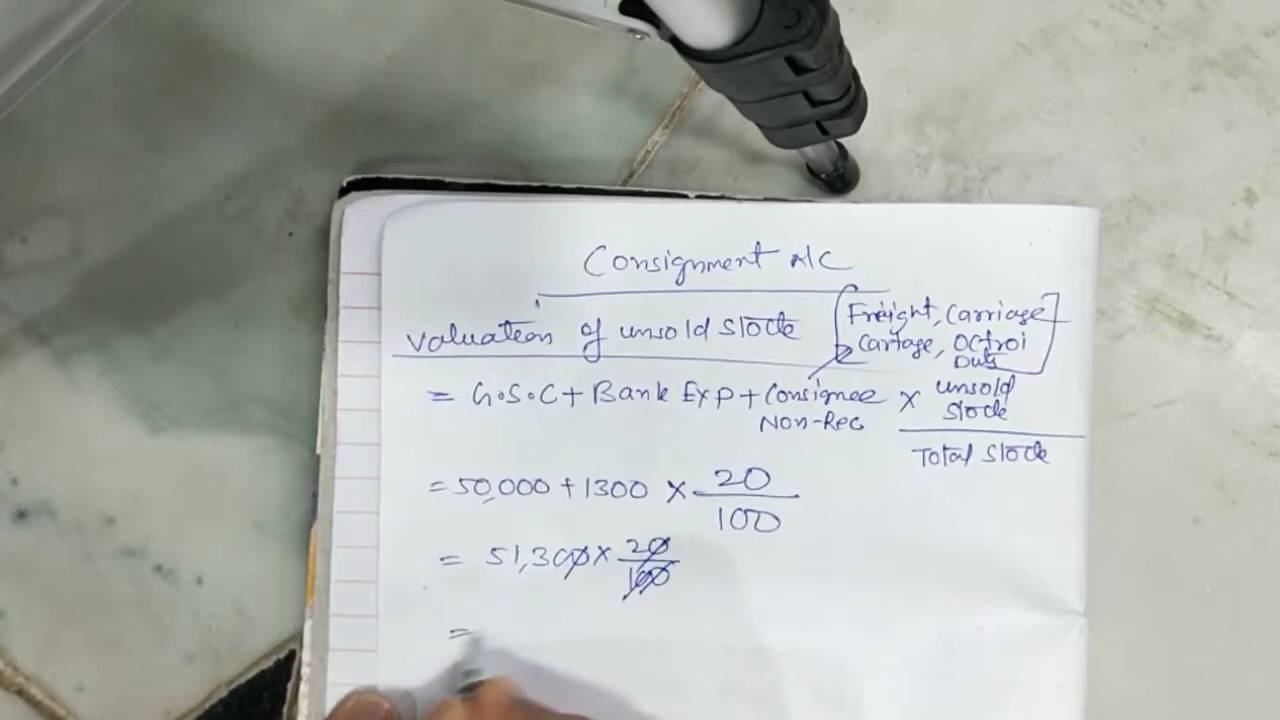 Consignment A/C
Valuation of unsold Stock
[Freight, Carriage
Cartage, Octroi
Duty]
= G.S.C + Bank Exp + Consignee × unsold Stock
Non-Rec
Total Stock
= 50,000 + 1300 × 20
100
= 51,300 × 20
100
=